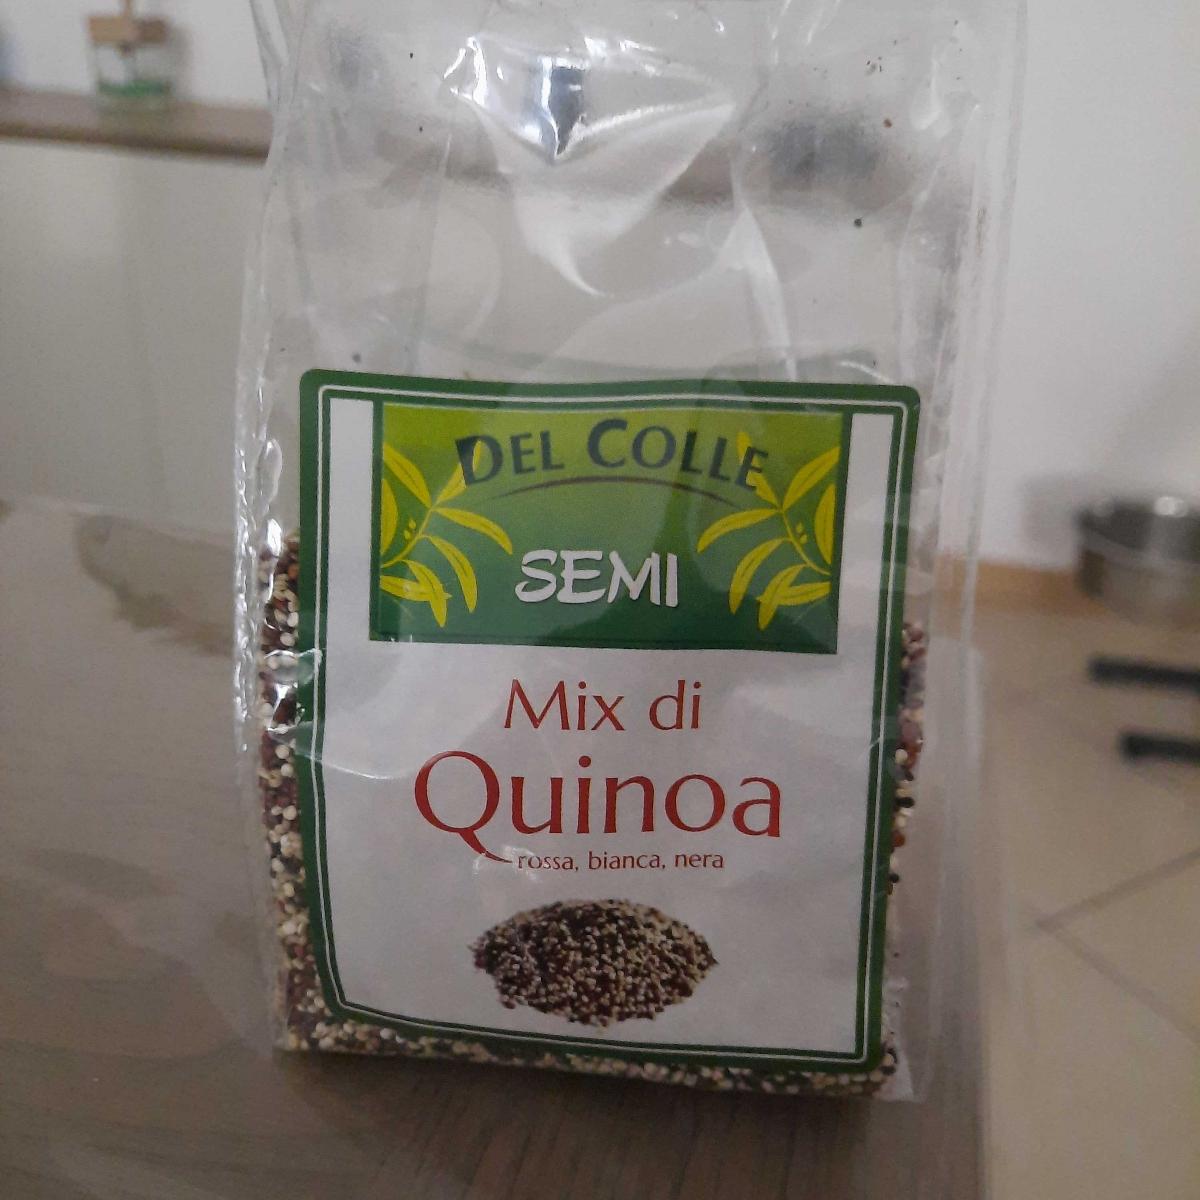 DEL COLLE
SEMI
Mix di
Quinoa
rossa, bianca, nera